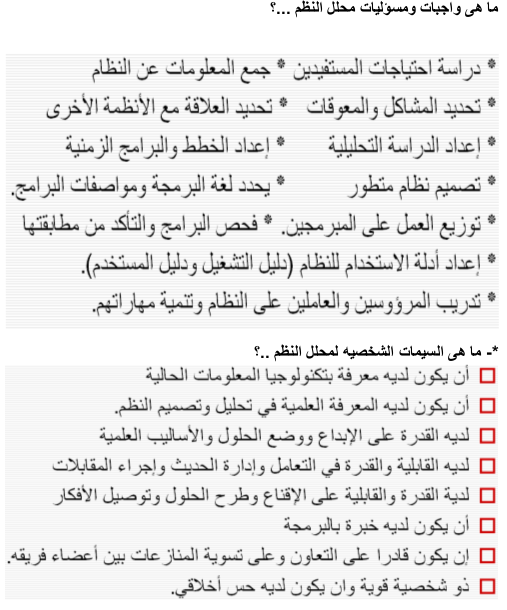 ما هى واجبات ومسؤليات محلل النظم ...؟
* دراسة احتياجات المستفيدين * جمع المعلومات عن النظام
* تحديد المشاكل والمعوقات * تحديد العلاقة مع الأنظمة الأخرى
* إعداد الدراسة التحليلية * إعداد الخطط والبرامج الزمنية
* تصميم نظام متطور * يحدد لغة البرمجة ومواصفات البرامج.
* توزيع العمل على المبرمجين. * فحص البرامج والتأكد من مطابقتها
* إعداد أدلة الاستخدام للنظام (دليل التشغيل ودليل المستخدم).
* تدريب المرؤوسين والعاملين على النظام وتنمية مهاراتهم.
*- ما هى السيمات الشخصيه لمحلل النظم ..؟
أن يكون لديه معرفة بتكنولوجيا المعلومات الحالية
أن يكون لديه المعرفة العلمية في تحليل وتصميم النظم.
لديه القدرة على الإبداع ووضع الحلول والأساليب العلمية
لديه القابلية والقدرة في التعامل وإدارة الحديث وإجراء المقابلات
لدية القدرة والقابلية على الإقناع وطرح الحلول وتوصيل الأفكار
أن يكون لديه خبرة بالبرمجة
إن يكون قادرا على التعاون وعلى تسوية المنازعات بين أعضاء فريقه.
ذو شخصية قوية وان يكون لديه حس أخلاقي.